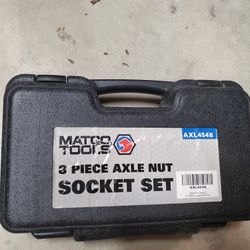 AXL4548
MATCO
TOOLS
3 PIECE AXLE NUT
SOCKET SET
AXL4548